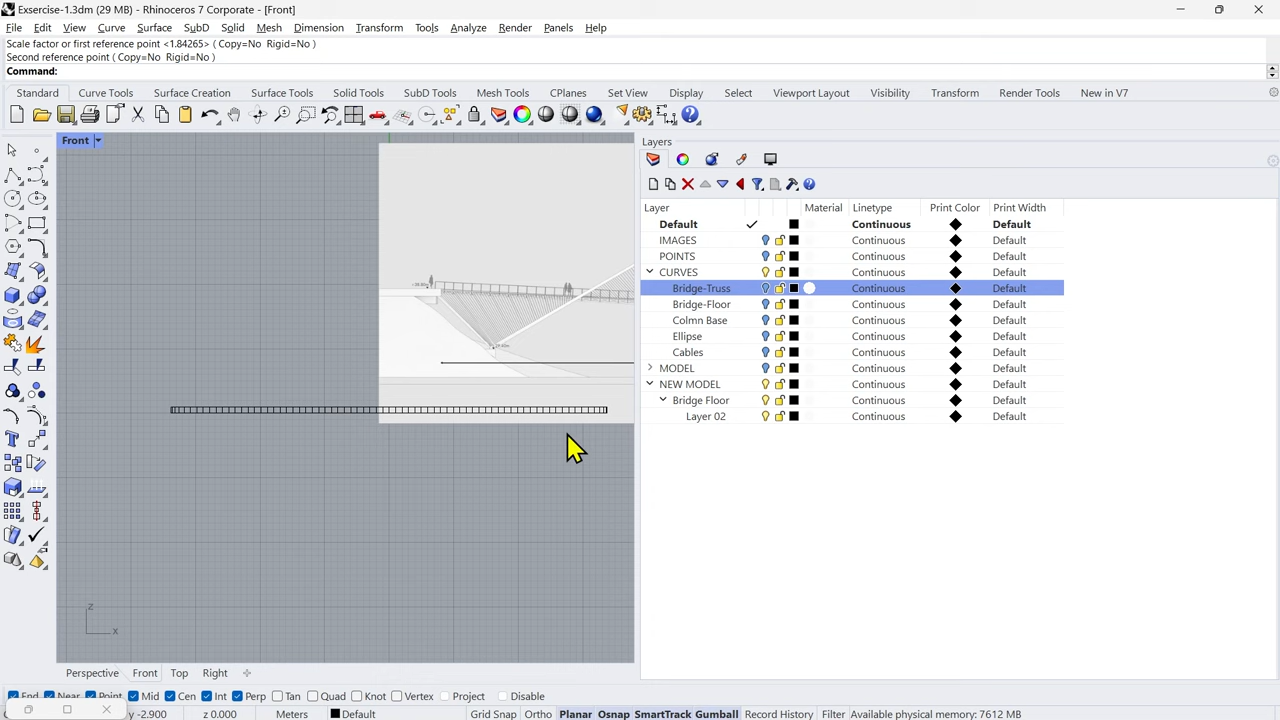 Exsercise-1.3dm (29 MB) - Rhinoceros 7 Corporate - [Front]
File Edit View Curve Surface SubD Solid Mesh Dimension Transform Tools Analyze Render Panels Help
Scale factor or first reference point <1.84265> ( Copy=No Rigid=No )
Second reference point ( Copy=No Rigid=No )
Command:
Standard Curve Tools Surface Creation Surface Tools Solid Tools SubD Tools Mesh Tools CPlanes Set View Display Select Viewport Layout Visibility Transform Render Tools New in V7
Front
Layers
Layer Material Linetype Print Color Print Width
Default Continuous Default
IMAGES Continuous Default
POINTS Continuous Default
CURVES Continuous Default
Bridge-Truss Continuous Default
Bridge-Floor Continuous Default
Colmn Base Continuous Default
Ellipse Continuous Default
Cables Continuous Default
MODEL Continuous Default
NEW MODEL Continuous Default
Bridge Floor Continuous Default
Layer 02 Continuous Default
z
x
Perspective Front Top Right
End Near Point Mid Cen Int Perp Tan Quad Knot Vertex Project Disable
y -2.900 z 0.000 Meters Default Grid Snap Ortho Planar Osnap SmartTrack Gumball Record History Filter Available physical memory: 7612 MB